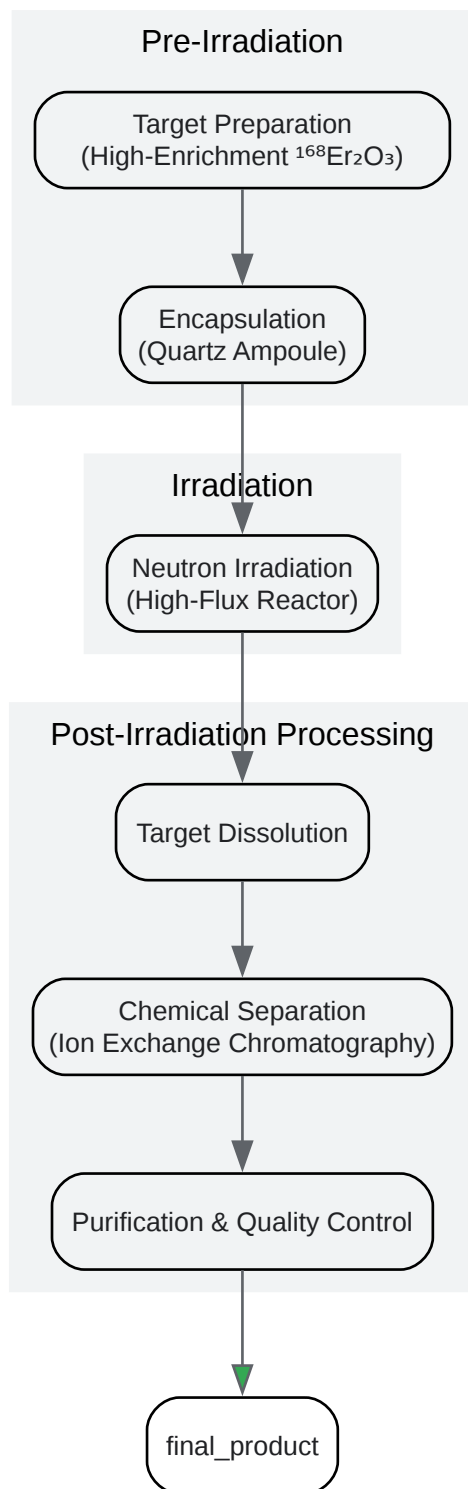 Pre-Irradiation
Target Preparation
(High-Enrichment ¹⁶⁸Er₂O₃)
Encapsulation
(Quartz Ampoule)
Irradiation
Neutron Irradiation
(High-Flux Reactor)
Post-Irradiation Processing
Target Dissolution
Chemical Separation
(Ion Exchange Chromatography)
Purification & Quality Control
final_product